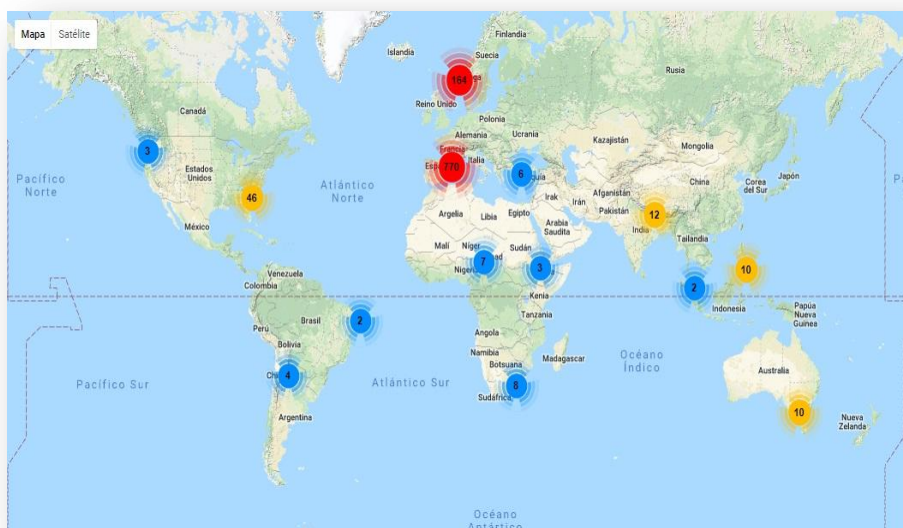 Mapa Satélite
Finlandia
Islandia
Suecia
164
Rusia
Reino Unido
Canadá
Polonia
Alemania
Ucrania
Kazajistán
Mongolia
3
Francia
Italia
770
6
Estados
Unidos
Pacífico
Norte
Atlántico
Norte
China
Corea
del Sur
Japón
Afganistán
Irak
Irán
Pakistán
46
Argelia
Libia
Egipto
Arabia
Saudita
12
India
México
Malí
Níger
Sudán
Tailandia
7
3
10
Venezuela
Colombia
Kenia
2
Indonesia
Papúa
Nueva
Guinea
Tanzania
2
Brasil
Perú
Angola
Bolivia
Namibia
Botsuana
Madagascar
Océano
Índico
Australia
4
8
Pacífico Sur
Atlántico Sur
Sudáfrica
10
Argentina
Nueva
Zelanda
Océano
Antártico